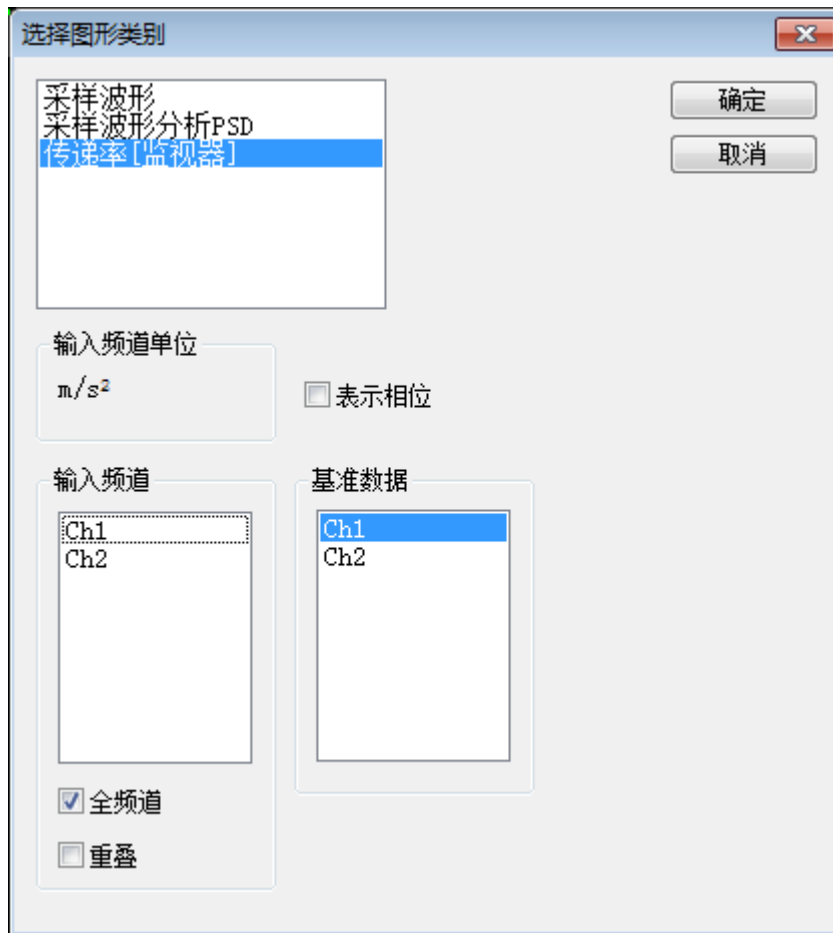 选择图形类别
采样波形
采样波形分析PSD
传递率[监视器]
确定
取消
输入频道单位
m/s²
表示相位
输入频道
Ch1
Ch2
全频道
重叠
基准数据
Ch1
Ch2